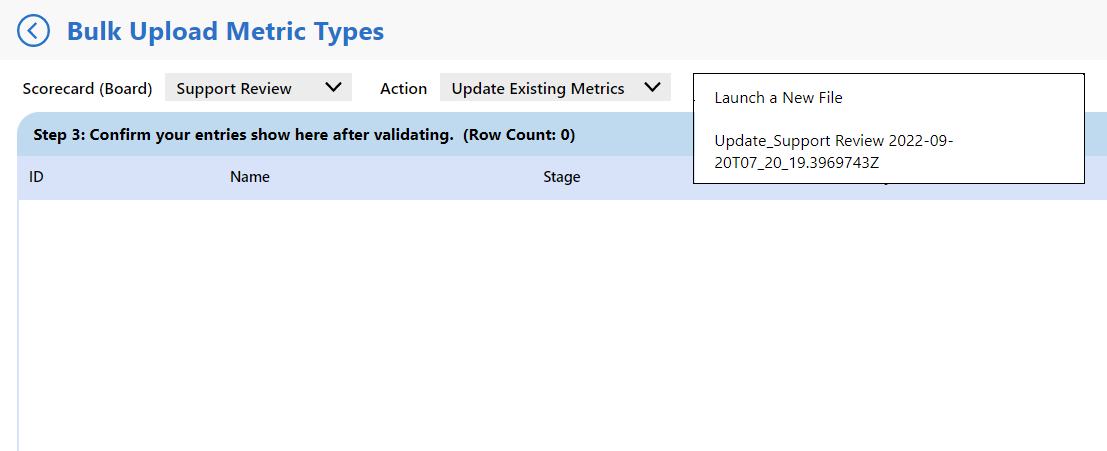 Bulk Upload Metric Types
Scorecard (Board) Support Review Action Update Existing Metrics
Launch a New File
Update_Support Review 2022-09-
20T07_20_19.3969743Z
Step 3: Confirm your entries show here after validating. (Row Count: 0)
ID Name Stage